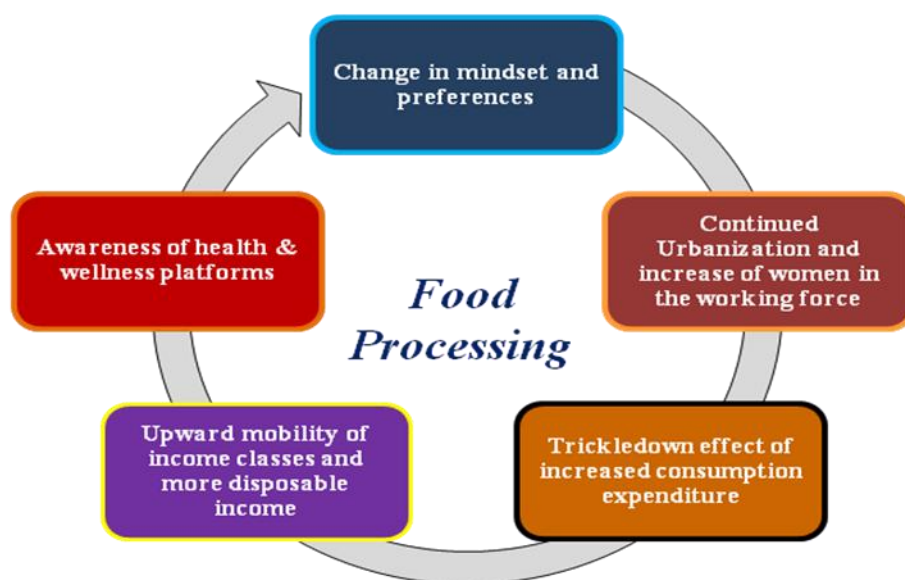 Change in mindset and
preferences
Continued
Urbanization and
increase of women in
the working force
Trickledown effect of
increased consumption
expenditure
Upward mobility of
income classes and
more disposable
income
Awareness of health &
wellness platforms
Food
Processing